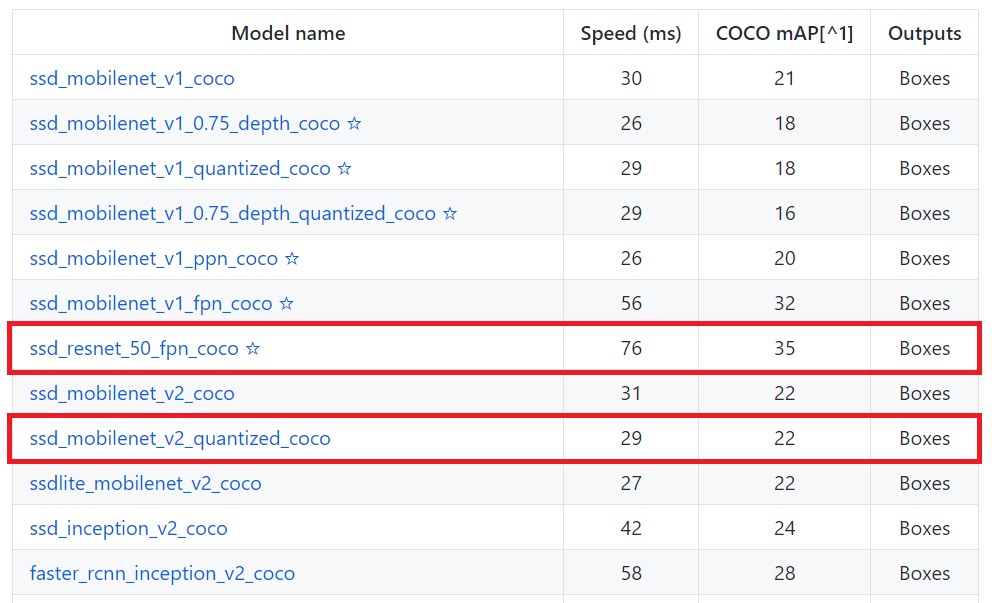 Model name Speed (ms) COCO mAP[^1] Outputs
ssd_mobilenet_v1_coco 30 21 Boxes
ssd_mobilenet_v1_0.75_depth_coco ☆ 26 18 Boxes
ssd_mobilenet_v1_quantized_coco ☆ 29 18 Boxes
ssd_mobilenet_v1_0.75_depth_quantized_coco ☆ 29 16 Boxes
ssd_mobilenet_v1_ppn_coco ☆ 26 20 Boxes
ssd_mobilenet_v1_fpn_coco ☆ 56 32 Boxes
ssd_resnet_50_fpn_coco ☆ 76 35 Boxes
ssd_mobilenet_v2_coco 31 22 Boxes
ssd_mobilenet_v2_quantized_coco 29 22 Boxes
ssdlite_mobilenet_v2_coco 27 22 Boxes
ssd_inception_v2_coco 42 24 Boxes
faster_rcnn_inception_v2_coco 58 28 Boxes